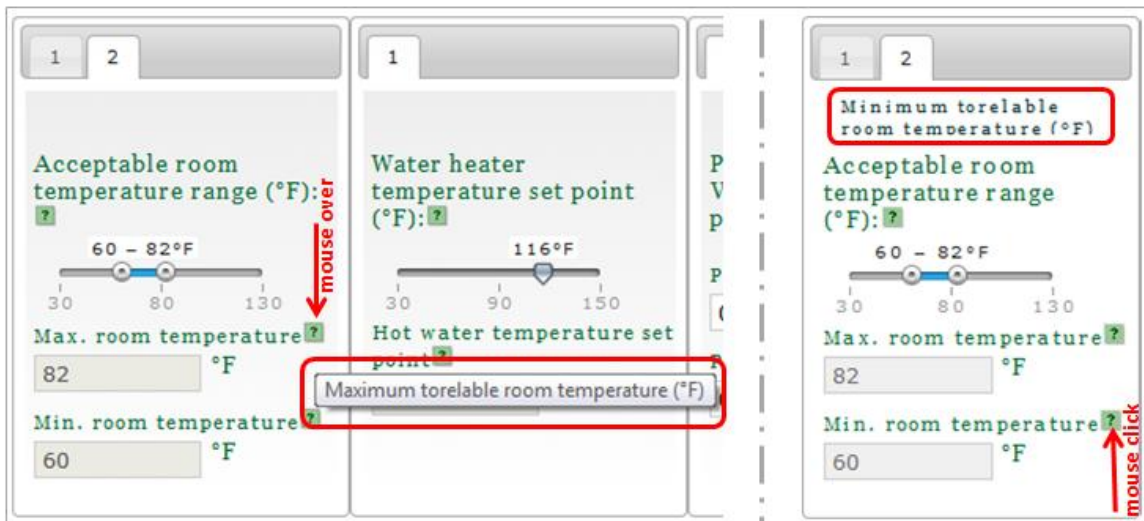 1 2
Acceptable room
temperature range (°F):
?
60 – 82°F
30 80 130
Max. room temperature ?
82 °F
Min. room temperature ?
60 °F
mouse over
1
Water heater
temperature set point
(°F): ?
116°F
30 90 150
Hot water temperature set
point ?
Maximum torelable room temperature (°F)
P
V
p
P
1 2
Minimum torelable
room temperature (°F)
Acceptable room
temperature range
(°F): ?
60 – 82°F
30 80 130
Max. room temperature ?
82 °F
Min. room temperature ?
60 °F
mouse click